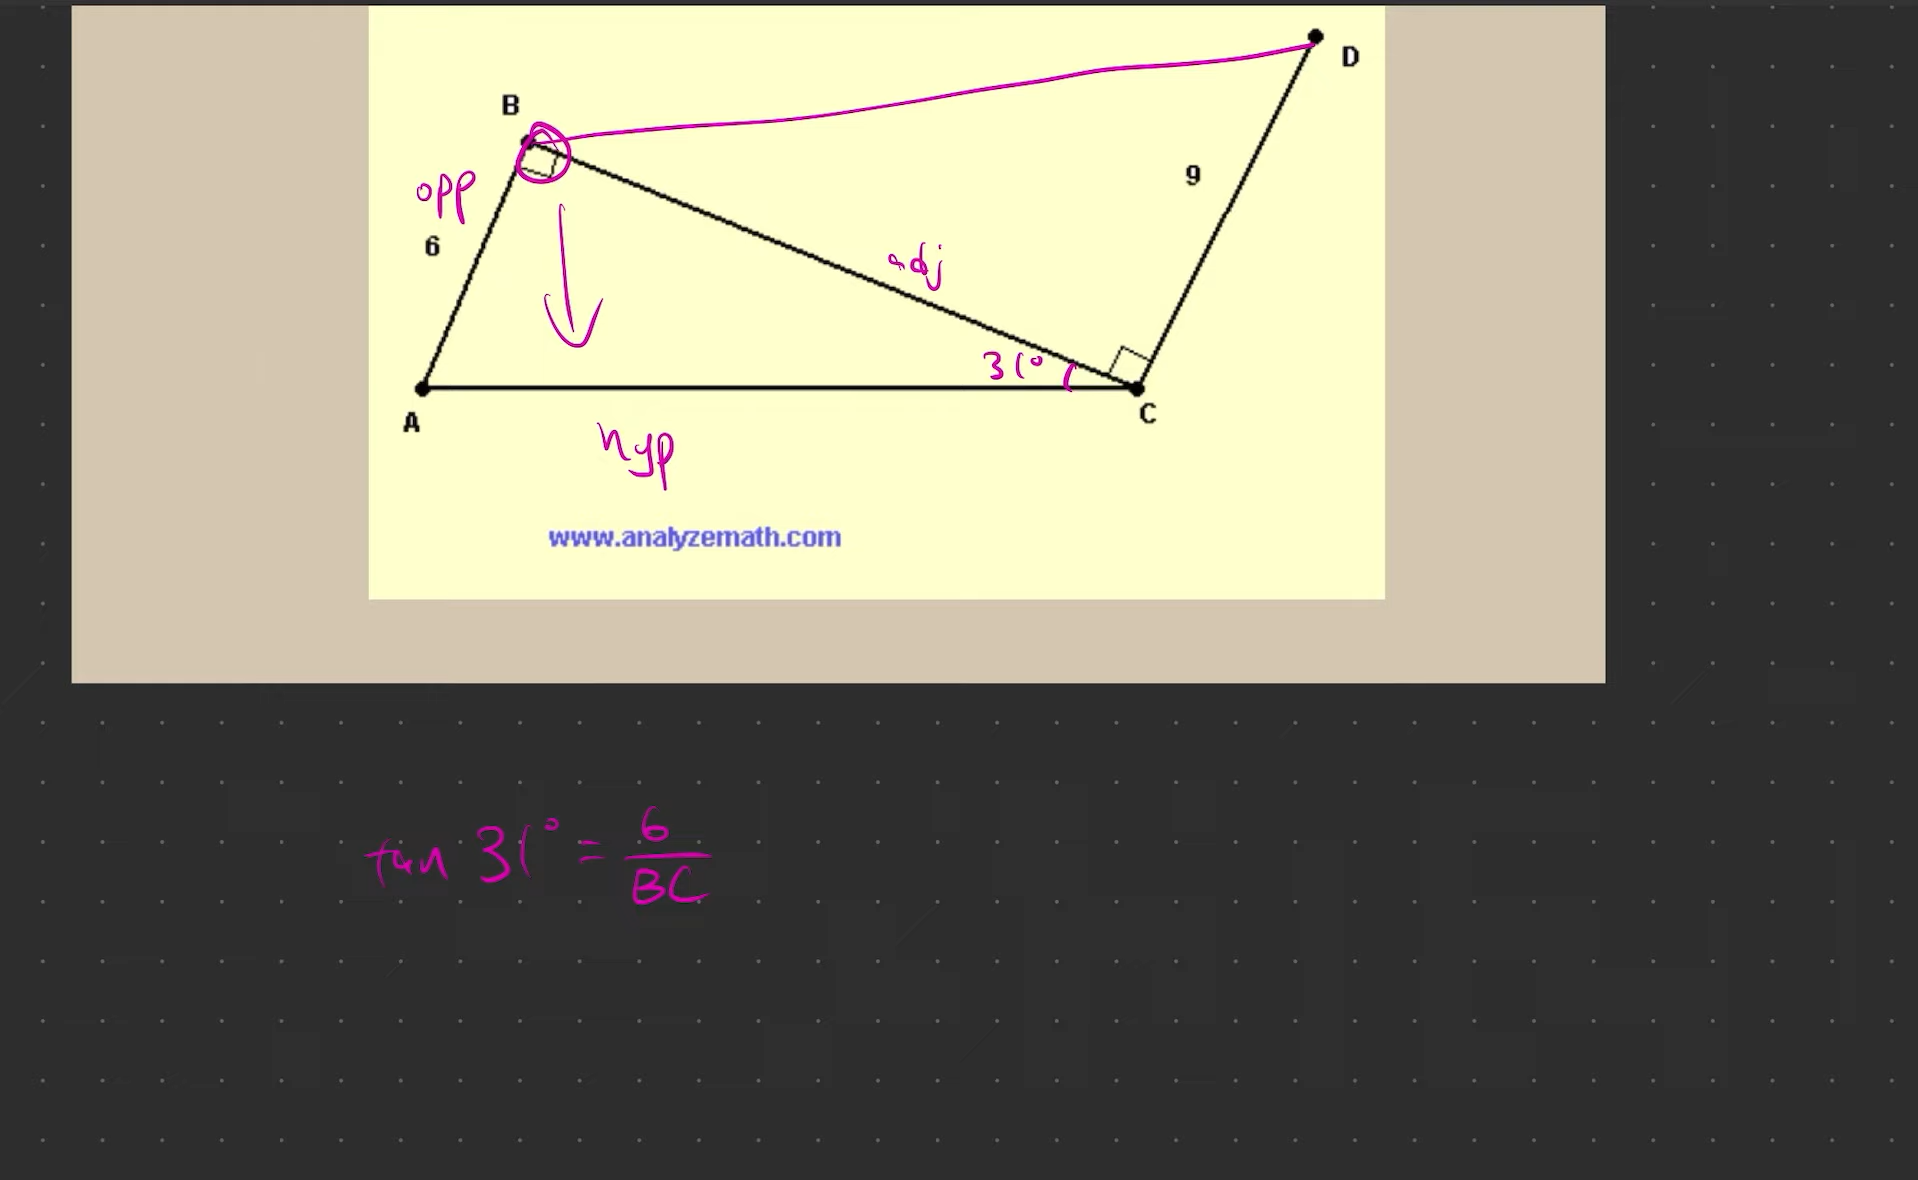 D
B
opp
9
6
adj
31°
A
C
hyp
www.analyzemath.com
tan 31° = 6/BC